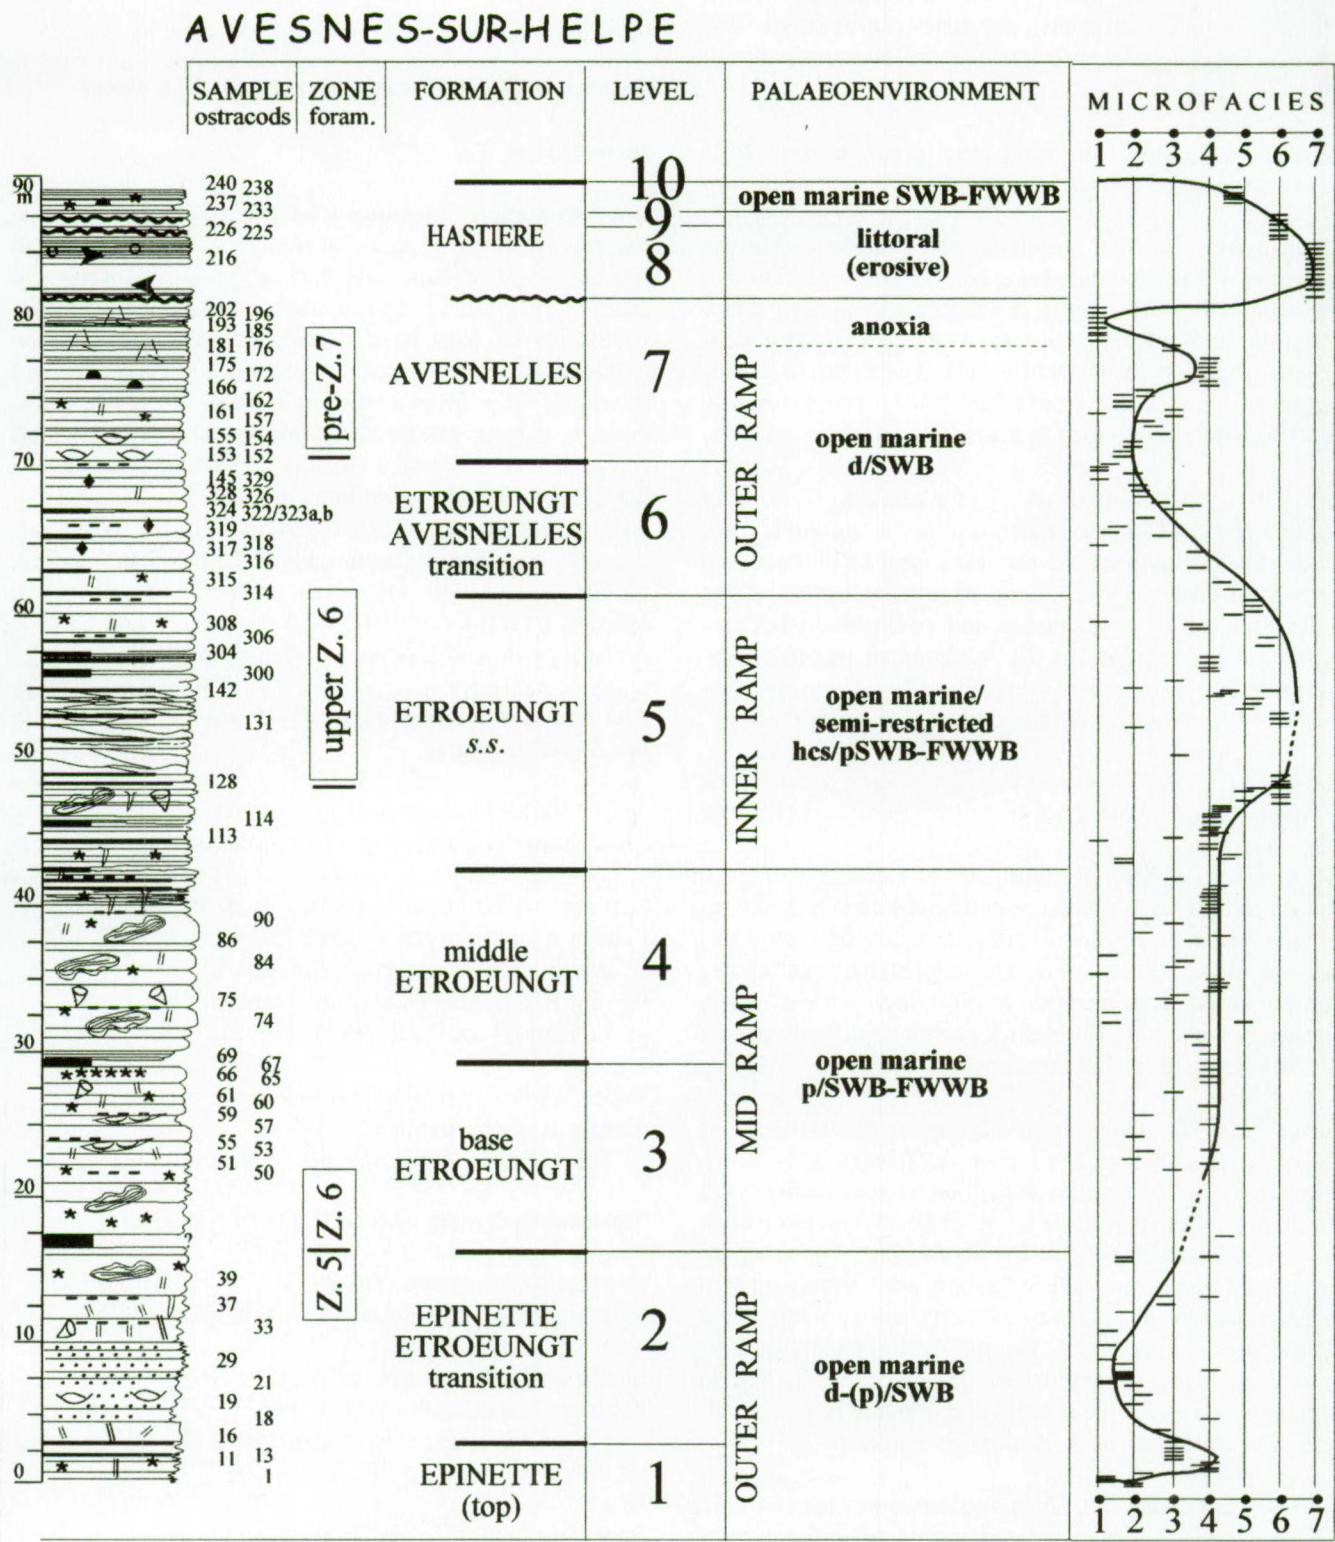 AVESNES-SUR-HELPE
SAMPLE
ostracods
ZONE
foram.
FORMATION
LEVEL
PALAEOENVIRONMENT
MICROFACIES
1 2 3 4 5 6 7
90
m
80
70
60
50
40
30
20
10
0
240 238
237 233
226 225
216
202 196
193 185
181 176
175 172
166 162
161 157
155 154
153 152
145 329
328 326
324 322/323a,b
319 318
317 316
315 314
308 306
304 300
142
131
128
114
113
90
86
84
75
74
69 67
66 65
61 60
59 57
55 53
51 50
39
37
33
29
21
19
18
16
11 13
1
pre-Z.7
upper Z. 6
Z. 5|Z. 6
HASTIERE
AVESNELLES
ETROEUNGT
AVESNELLES
transition
ETROEUNGT
s.s.
middle
ETROEUNGT
base
ETROEUNGT
EPINETTE
ETROEUNGT
transition
EPINETTE
(top)
10
9
8
7
6
5
4
3
2
1
open marine SWB-FWWB
littoral
(erosive)
anoxia
OUTER RAMP
open marine
d/SWB
INNER RAMP
open marine/
semi-restricted
hcs/pSWB-FWWB
MID RAMP
open marine
p/SWB-FWWB
OUTER RAMP
open marine
d-(p)/SWB
?
1 2 3 4 5 6 7